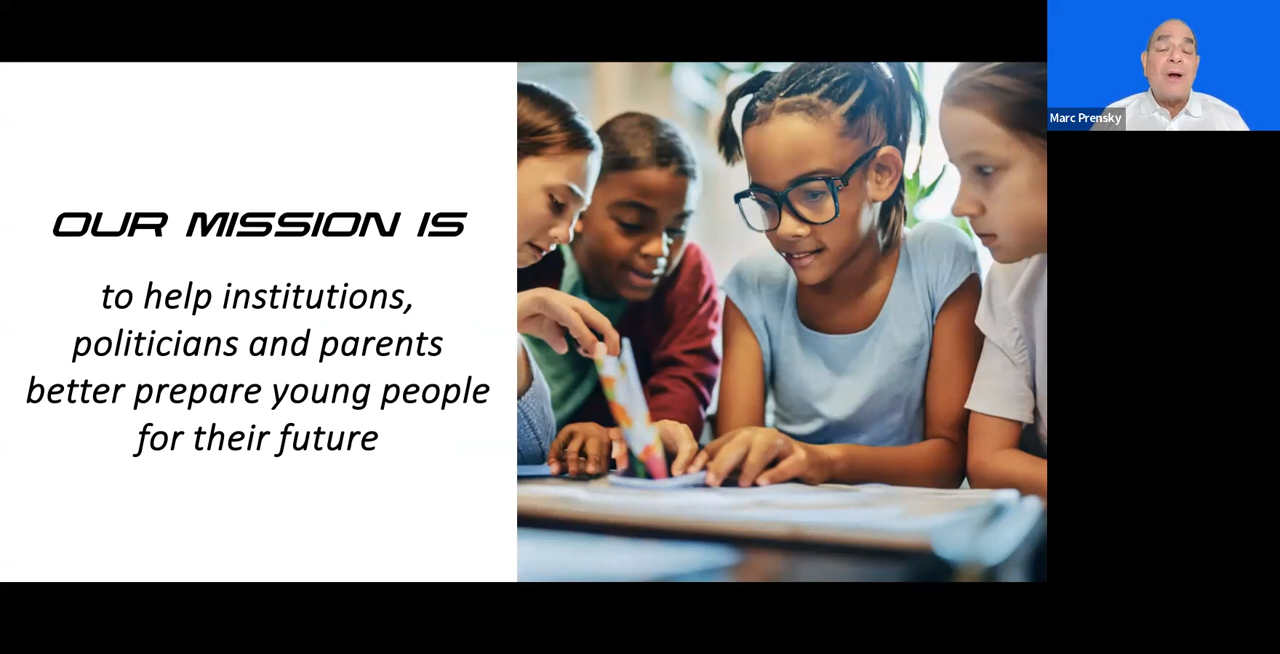 OUR MISSION IS
to help institutions,
politicians and parents
better prepare young people
for their future
Marc Prensky